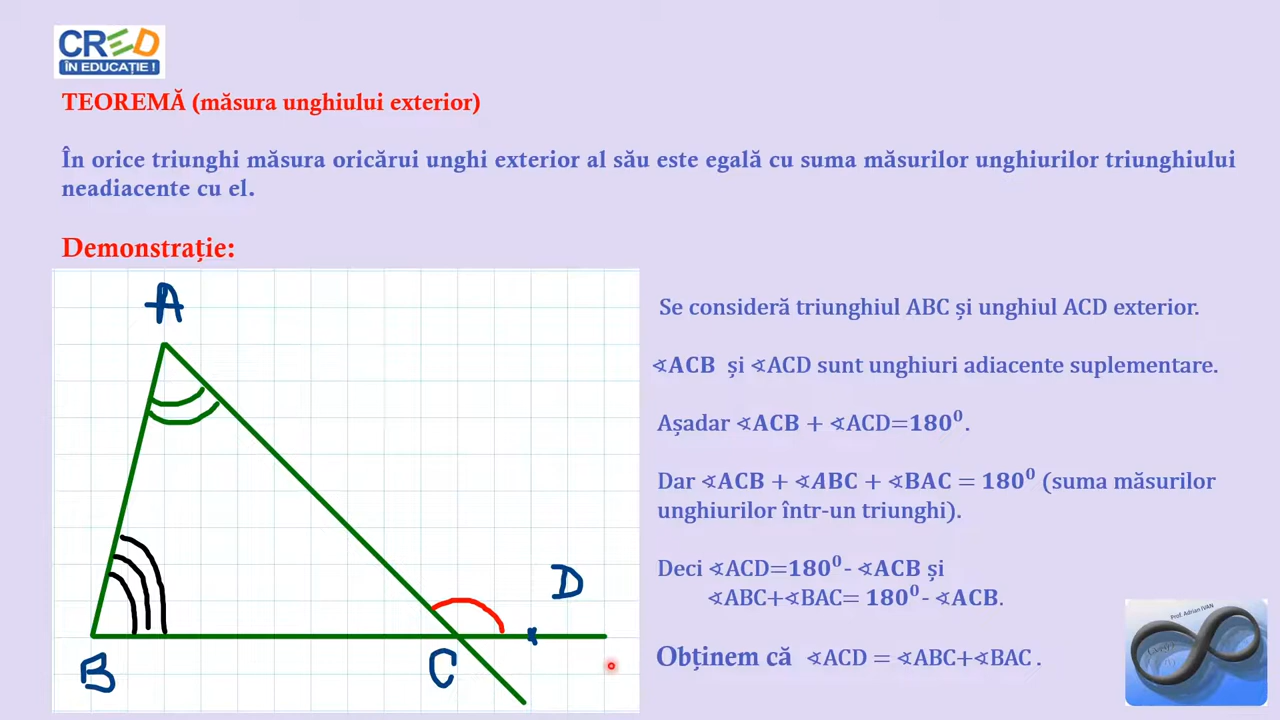 CRED
ÎN EDUCAȚIE !
TEOREMĂ (măsura unghiului exterior)
În orice triunghi măsura oricărui unghi exterior al său este egală cu suma măsurilor unghiurilor triunghiului
neadiacente cu el.
Demonstrație:
Se consideră triunghiul ABC și unghiul ACD exterior.
∢ACB și ∢ACD sunt unghiuri adiacente suplementare.
Așadar ∢ACB + ∢ACD=180⁰.
Dar ∢ACB + ∢ABC + ∢BAC = 180⁰ (suma măsurilor
unghiurilor într-un triunghi).
Deci ∢ACD=180⁰- ∢ACB și
∢ABC+∢BAC= 180⁰- ∢ACB.
Obținem că ∢ACD = ∢ABC+∢BAC .
A
D
B
C
Prof. Adrian IVAN